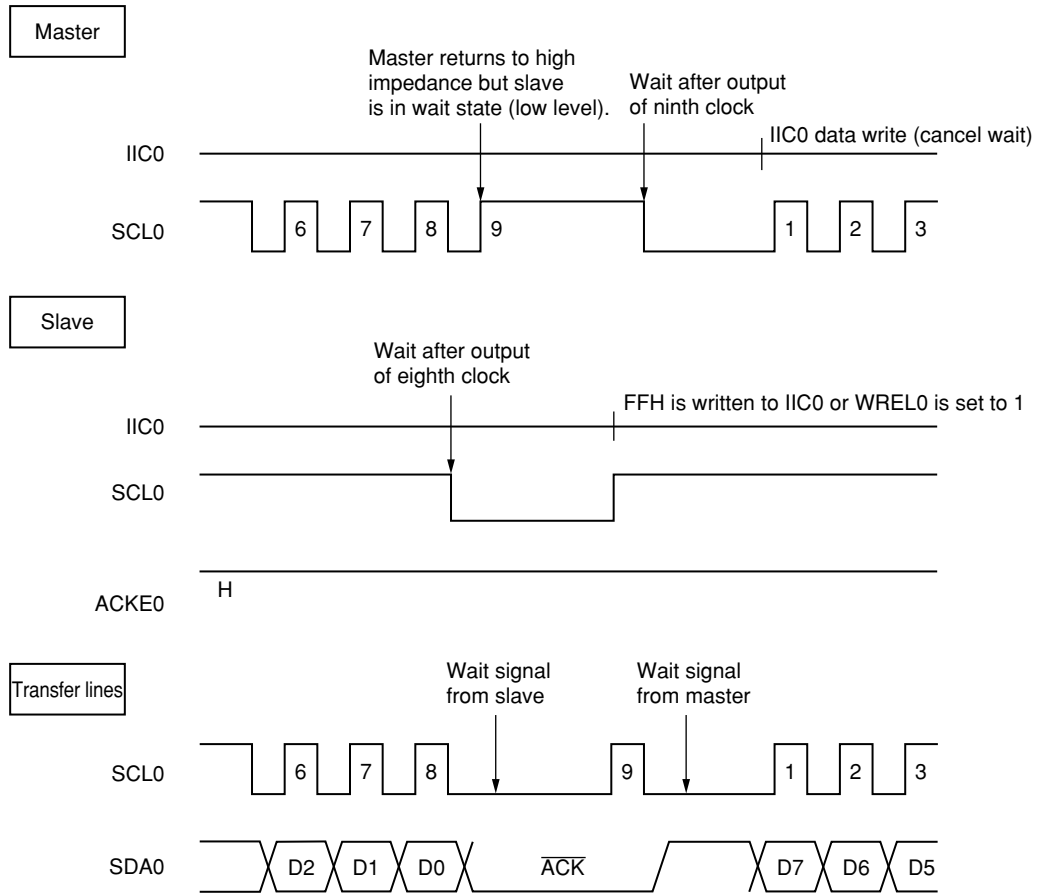 Master
Master returns to high
impedance but slave
is in wait state (low level).
Wait after output
of ninth clock
IIC0 data write (cancel wait)
IIC0
SCL0
6 7 8 9 1 2 3
Slave
Wait after output
of eighth clock
FFH is written to IIC0 or WREL0 is set to 1
IIC0
SCL0
H
ACKE0
Transfer lines
Wait signal
from slave
Wait signal
from master
SCL0
6 7 8 9 1 2 3
SDA0
D2 D1 D0 ACK D7 D6 D5